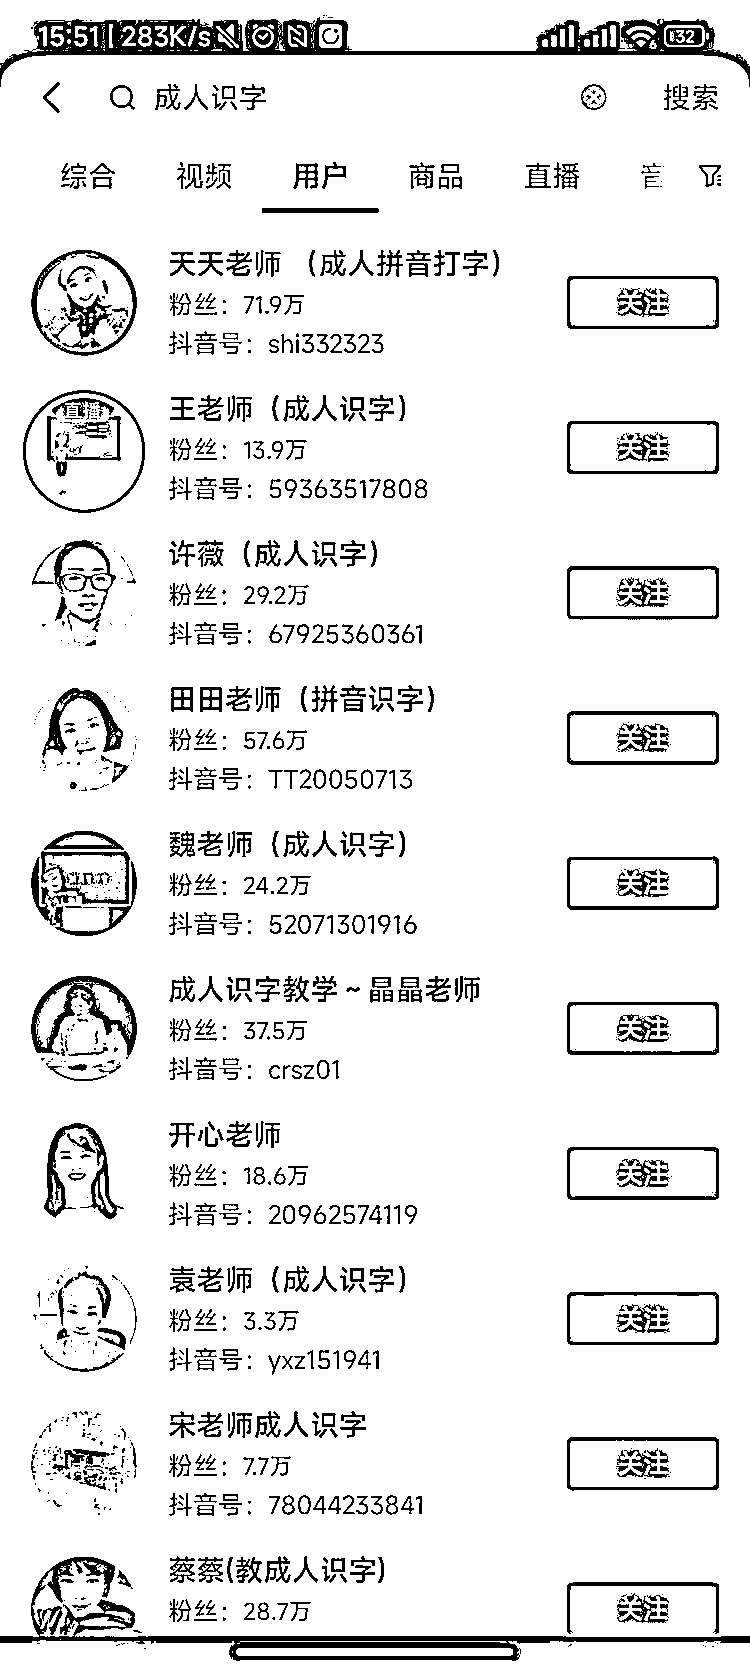 15:51 | 283K/s 32
成人识字 搜索
综合 视频 用户 商品 直播
天天老师 （成人拼音打字）
粉丝：71.9万 关注
抖音号：shi332323
直播
王老师（成人识字）
粉丝：13.9万 关注
抖音号：59363517808
许薇（成人识字）
粉丝：29.2万 关注
抖音号：67925360361
田田老师（拼音识字）
粉丝：57.6万 关注
抖音号：TT20050713
魏老师（成人识字）
粉丝：24.2万 关注
抖音号：52071301916
成人识字教学~晶晶老师
粉丝：37.5万 关注
抖音号：crsz01
开心老师
粉丝：18.6万 关注
抖音号：20962574119
袁老师（成人识字）
粉丝：3.3万 关注
抖音号：yxz151941
宋老师成人识字
粉丝：7.7万 关注
抖音号：78044233841
蔡蔡(教成人识字)
粉丝：28.7万 关注